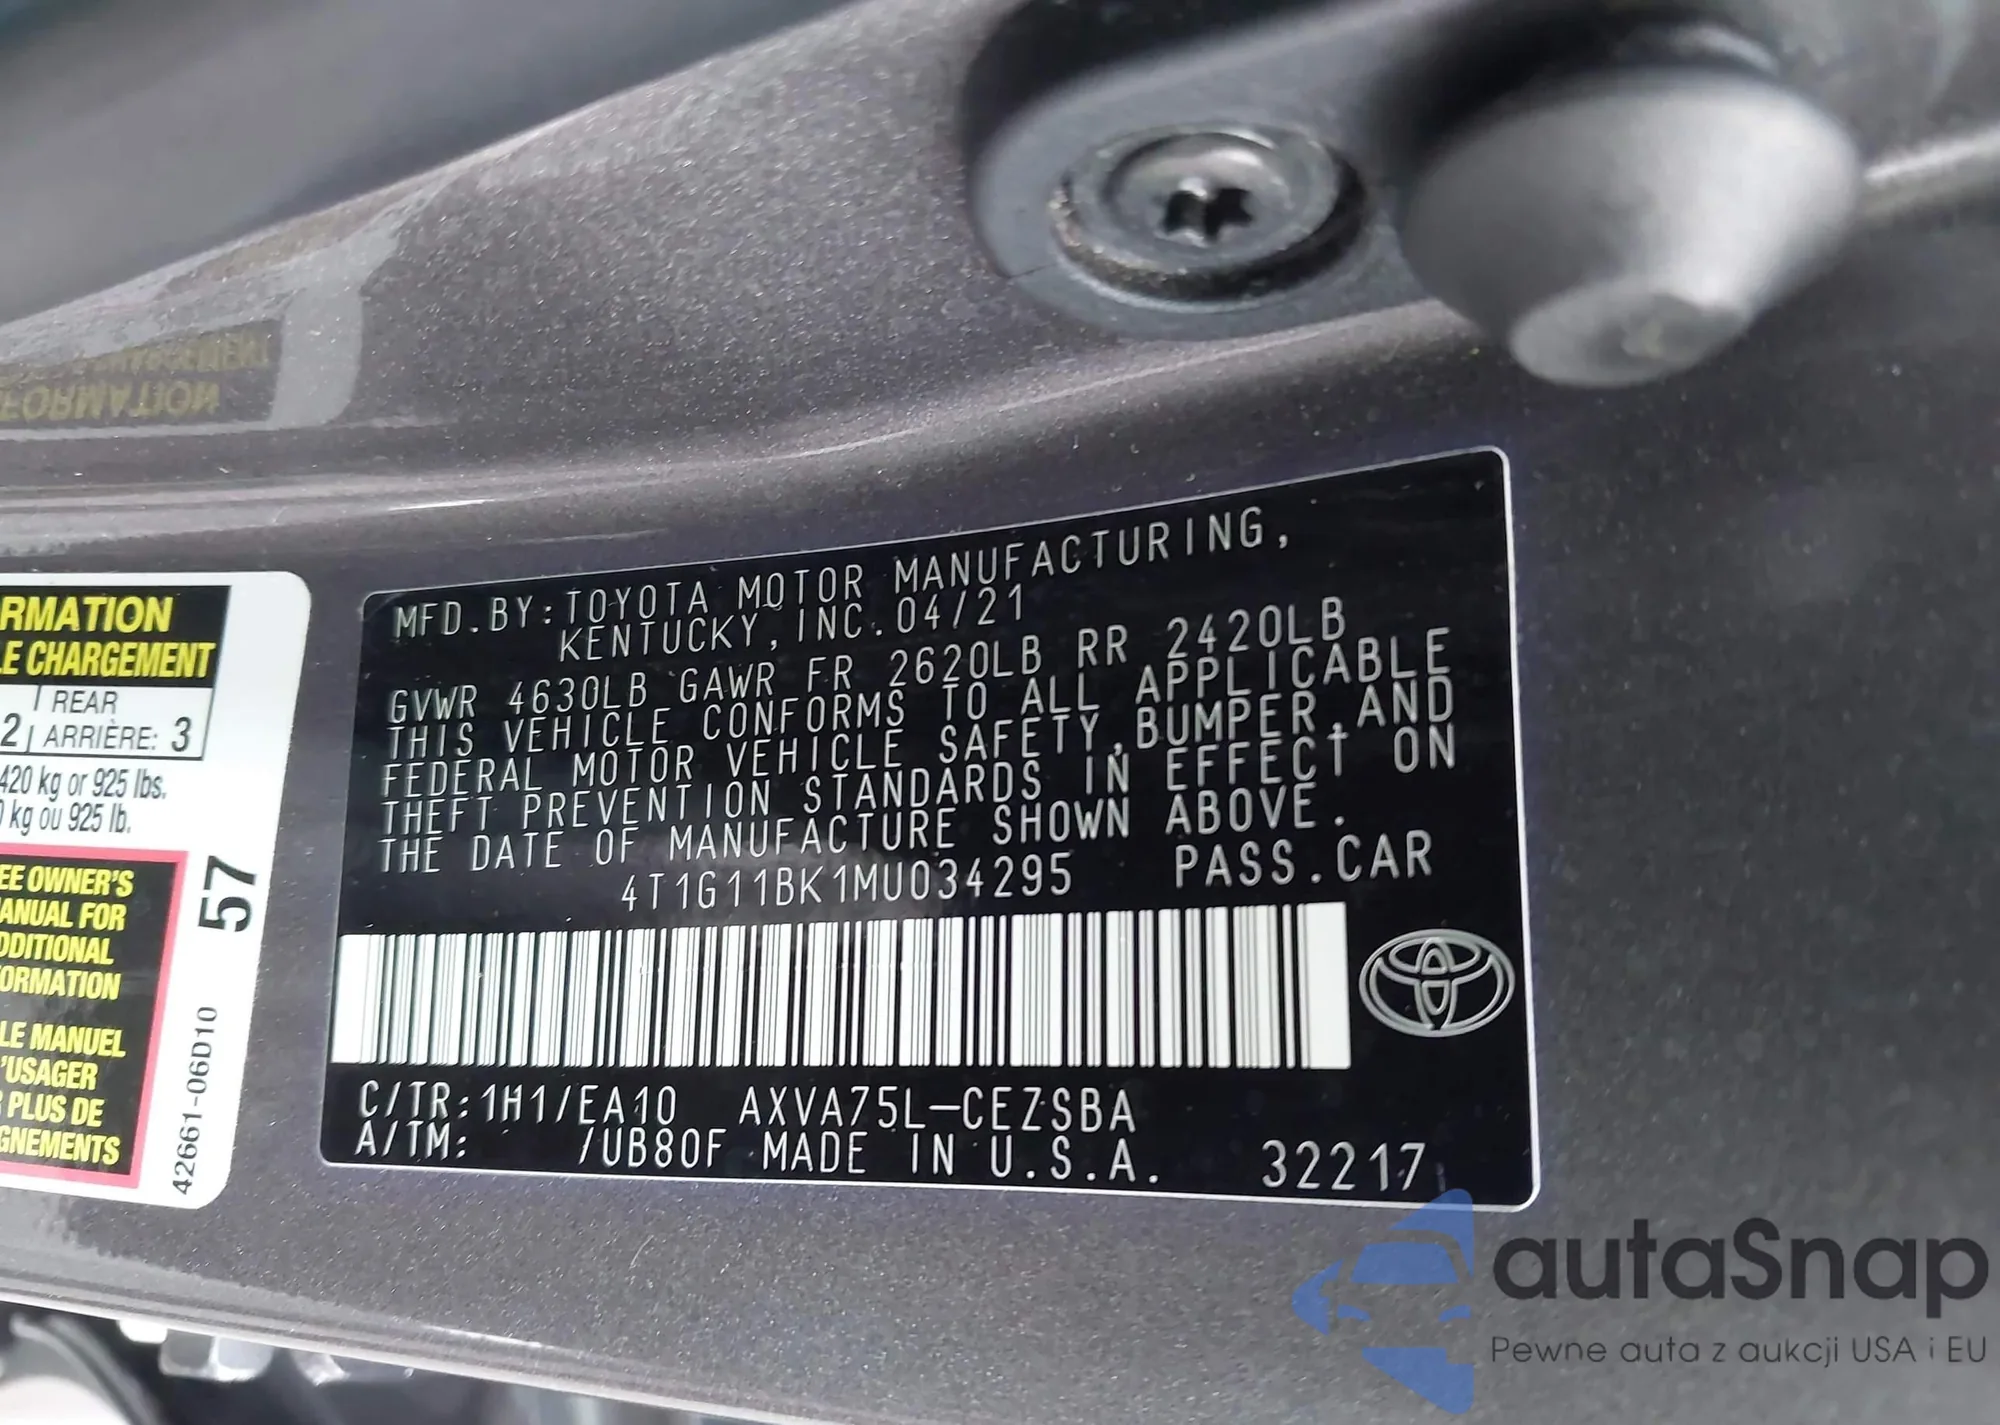 MFD.BY:TOYOTA MOTOR MANUFACTURING,
KENTUCKY,INC.04/21
GVWR 4630LB GAWR FR 2620LB RR 2420LB
THIS VEHICLE CONFORMS TO ALL APPLICABLE
FEDERAL MOTOR VEHICLE SAFETY,BUMPER,AND
THEFT PREVENTION STANDARDS IN EFFECT ON
THE DATE OF MANUFACTURE SHOWN ABOVE.
4T1G11BK1MU034295 PASS.CAR
C/TR:1H1/EA10 AXVA75L-CEZSBA
A/TM: /UB80F MADE IN U.S.A. 32217
RMATION
LE CHARGEMENT
REAR
2 ARRIÈRE: 3
420 kg or 925 lbs.
0 kg ou 925 lb.
EE OWNER'S
ANUAL FOR
DDITIONAL
FORMATION
LE MANUEL
'USAGER
R PLUS DE
GNEMENTS
57
42661-06D10
autaSnap
Pewne auta z aukcji USA i EU